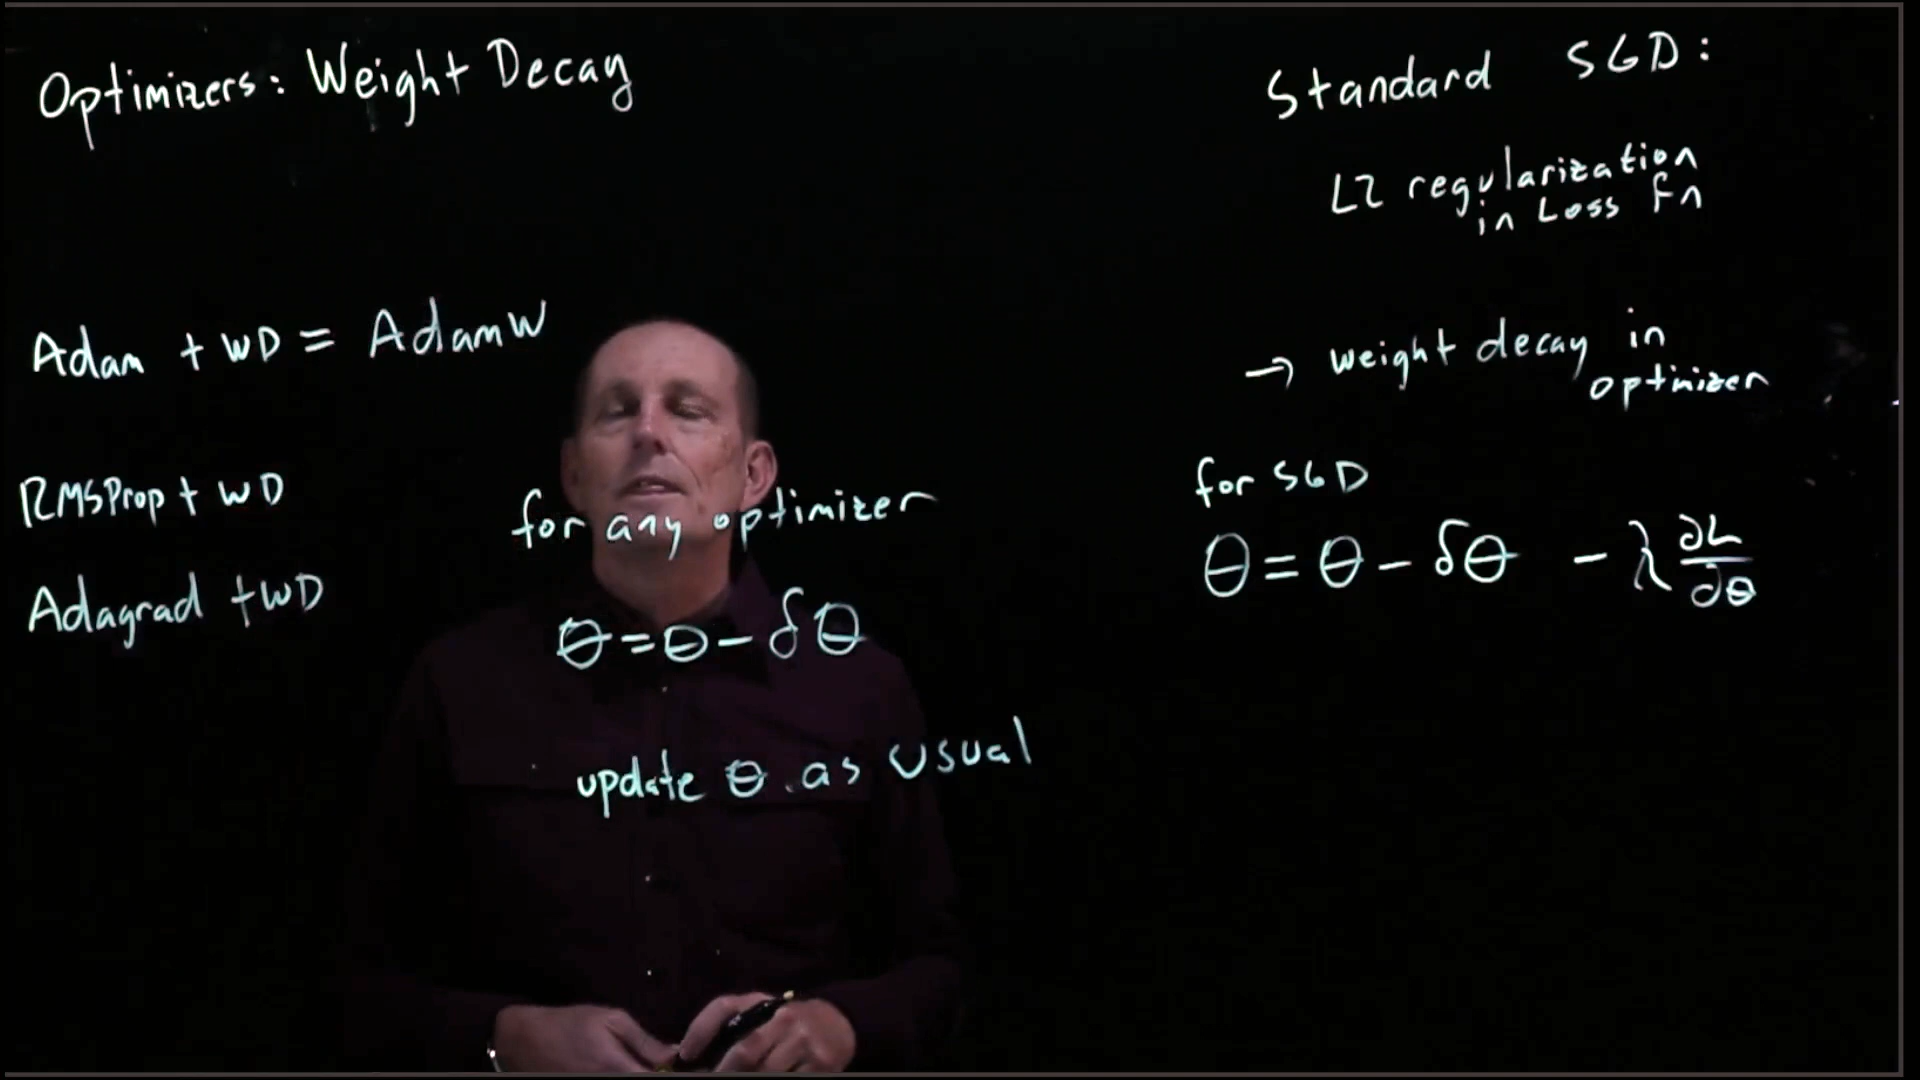 Optimizers: Weight Decay
Adam + WD = AdamW
RMSProp + WD
Adagrad + WD
for any optimizer
θ = θ - δθ
update θ as usual
Standard SGD:
L2 regularization
in Loss Fn
→ weight decay in
optimizer
for SGD
θ = θ - δθ - λ ∂L/∂θ